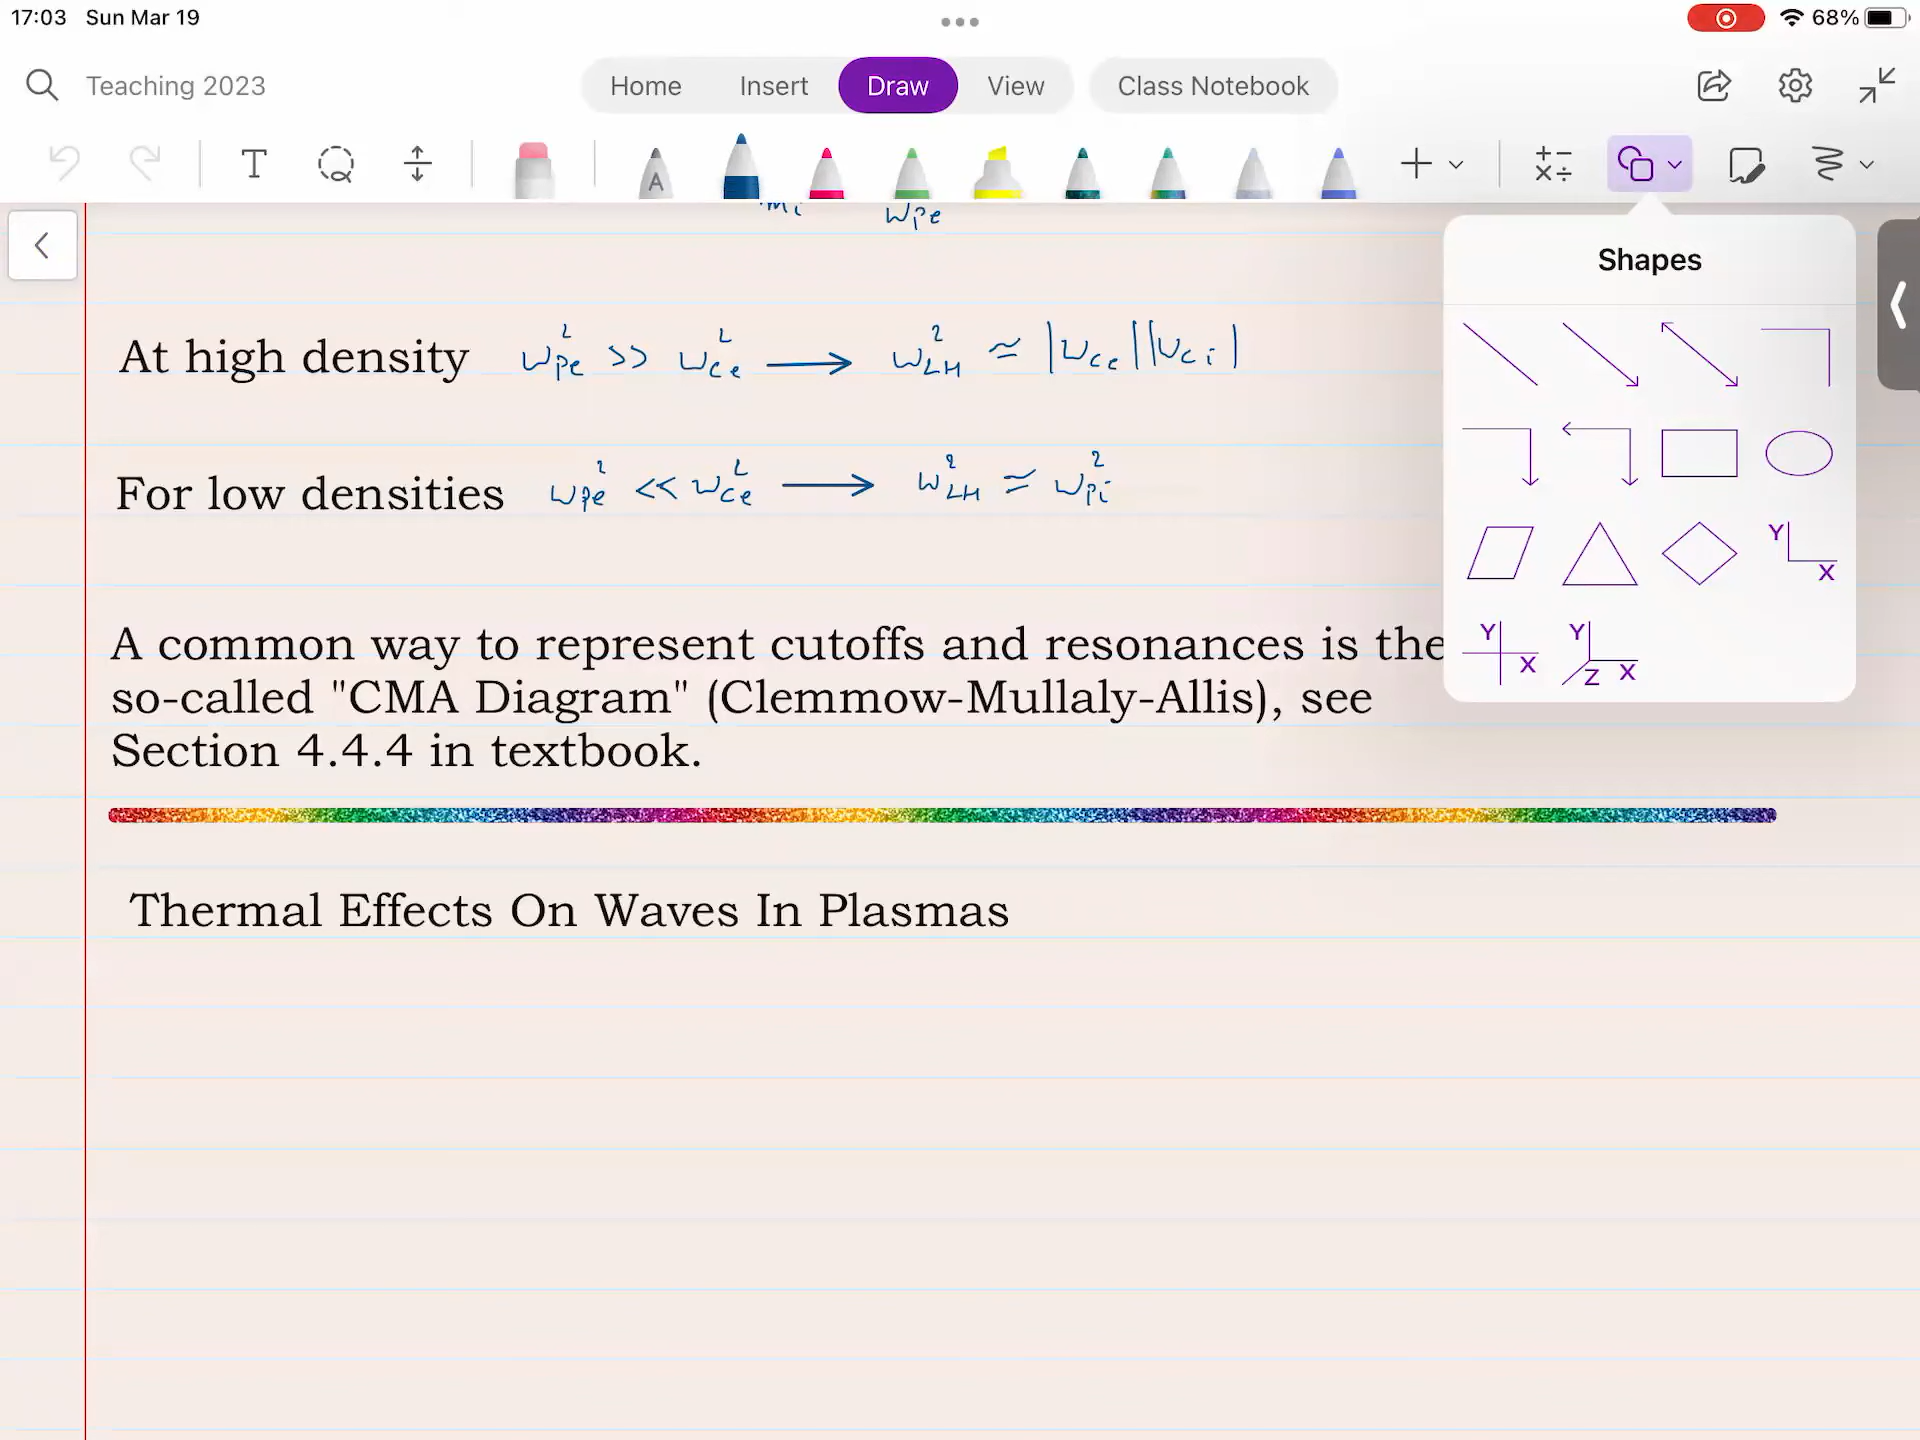 17:03 Sun Mar 19 68%
Teaching 2023 Home Insert Draw View Class Notebook
T A
mi ωpe
Shapes
At high density ωpe² >> ωce² → ωLH² ≃ |ωce||ωci|
For low densities ωpe² << ωce² → ωLH² ≃ ωpi²
Y X
Y X Y Z X
A common way to represent cutoffs and resonances is the
so-called "CMA Diagram" (Clemmow-Mullaly-Allis), see
Section 4.4.4 in textbook.
Thermal Effects On Waves In Plasmas